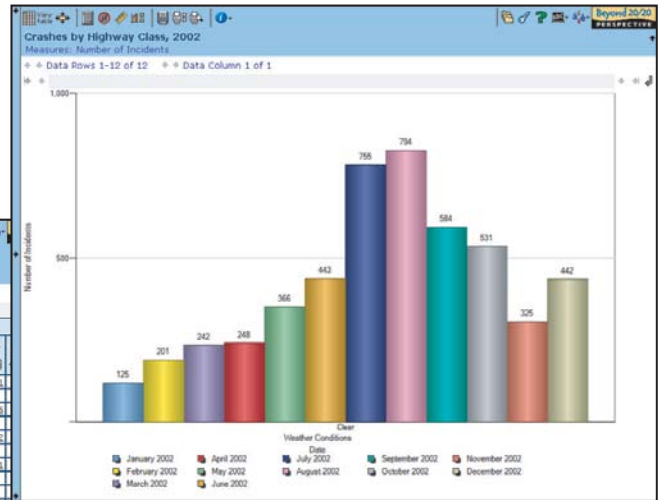 Beyond 20/20
PERSPECTIVE
Crashes by Highway Class, 2002
Measures: Number of Incidents
Data Rows 1-12 of 12 Data Column 1 of 1
1,000
500
Number of Incidents
125
201
242
248
366
443
755
794
584
531
325
442
Clear
Weather Conditions
Date
January 2002 April 2002 July 2002 September 2002 November 2002
February 2002 May 2002 August 2002 October 2002 December 2002
March 2002 June 2002